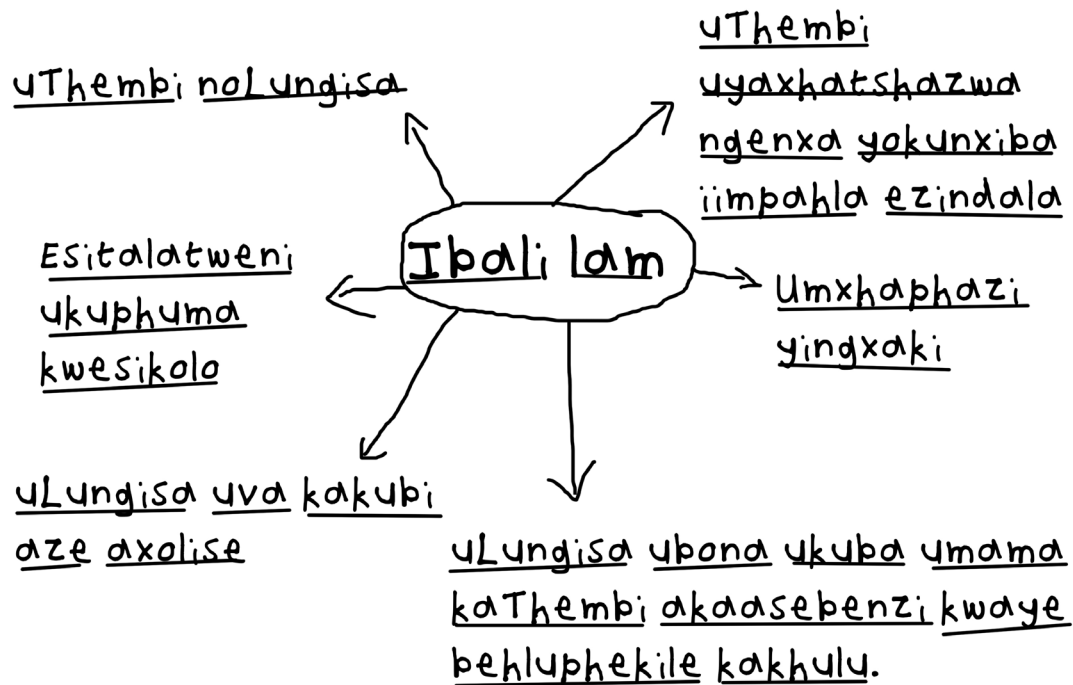 uThembi noLungisa
uThembi
uyaxhatshazwa
ngenxa yokunxiba
iimpahla ezindala
Ibali lam
Esitalatweni
ukuphuma
kwesikolo
Umxhaphazi
yingxaki
uLungisa uva kakubi
aze axolise
uLungisa ubona ukuba umama
kaThembi akaasebenzi kwaye
behluphekile kakhulu.